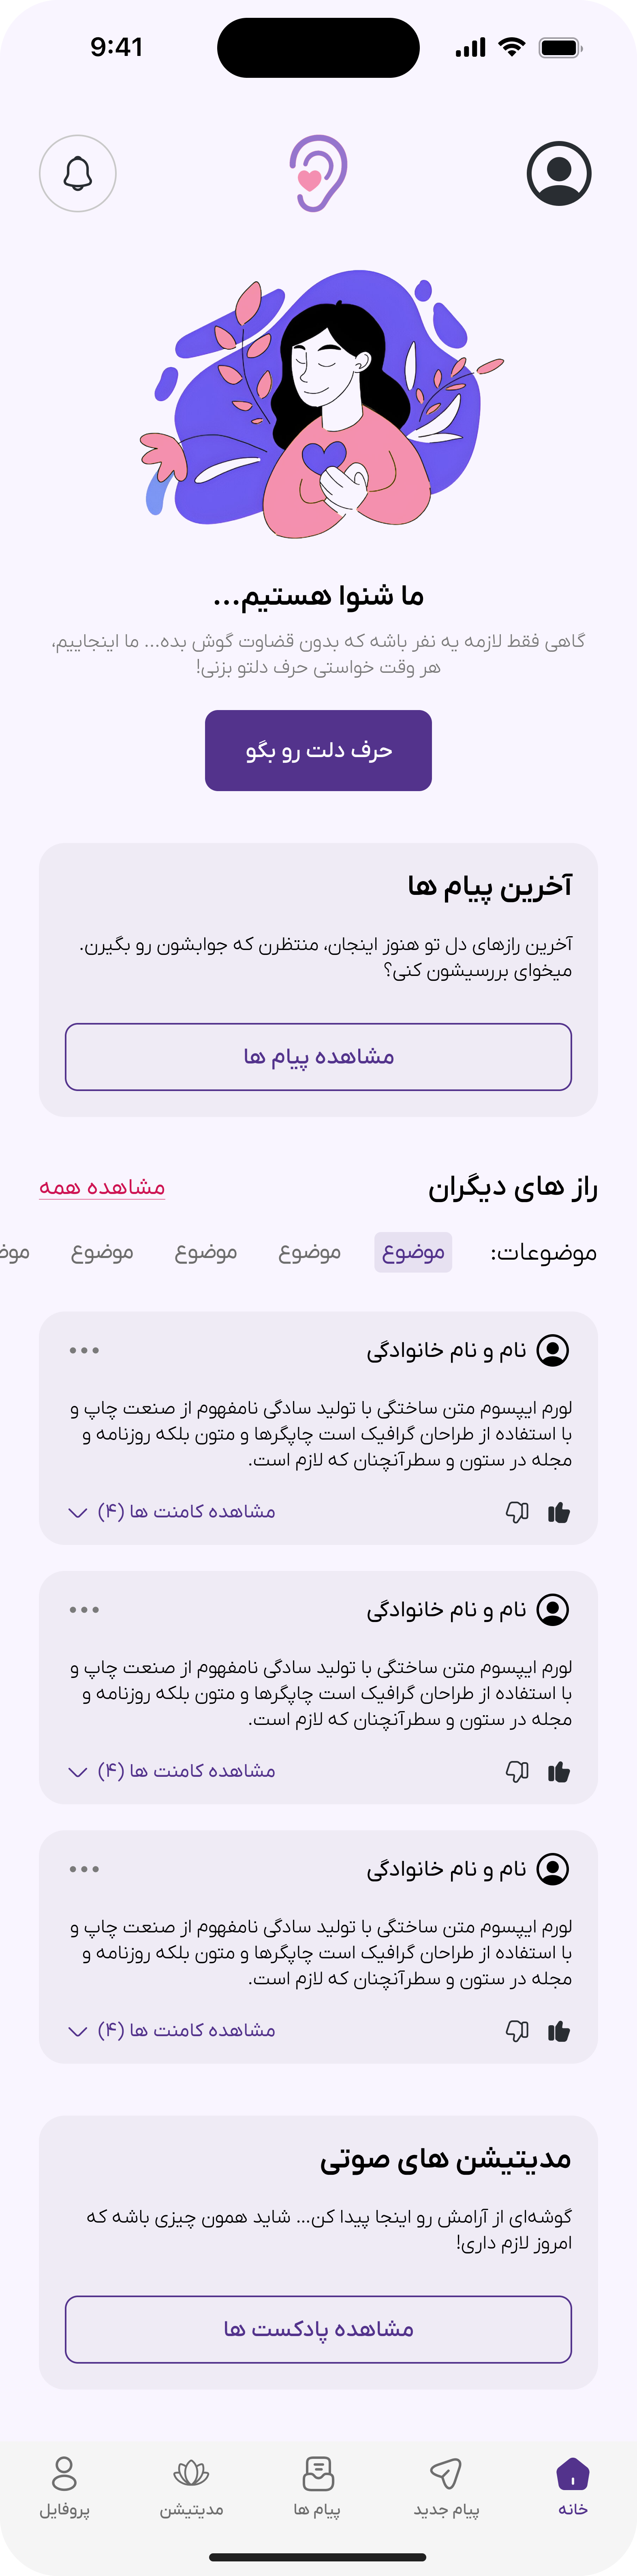 9:41
ما شنوا هستیم...
گاهی فقط لازمه یه نفر باشه که بدون قضاوت گوش بده... ما اینجاییم،
هر وقت خواستی حرف دلتو بزنی!
حرف دلت رو بگو
آخرین پیام ها
آخرین رازهای دل تو هنوز اینجان، منتظرن که جوابشون رو بگیرن.
میخوای بررسیشون کنی؟
مشاهده پیام ها
راز های دیگران
مشاهده همه
موضوعات: موضوع موضوع موضوع موضوع
نام و نام خانوادگی
لورم ایپسوم متن ساختگی با تولید سادگی نامفهوم از صنعت چاپ و
با استفاده از طراحان گرافیک است چاپگرها و متون بلکه روزنامه و
مجله در ستون و سطرآنچنان که لازم است.
مشاهده کامنت ها (۴)
نام و نام خانوادگی
لورم ایپسوم متن ساختگی با تولید سادگی نامفهوم از صنعت چاپ و
با استفاده از طراحان گرافیک است چاپگرها و متون بلکه روزنامه و
مجله در ستون و سطرآنچنان که لازم است.
مشاهده کامنت ها (۴)
نام و نام خانوادگی
لورم ایپسوم متن ساختگی با تولید سادگی نامفهوم از صنعت چاپ و
با استفاده از طراحان گرافیک است چاپگرها و متون بلکه روزنامه و
مجله در ستون و سطرآنچنان که لازم است.
مشاهده کامنت ها (۴)
مدیتیشن های صوتی
گوشه‌ای از آرامش رو اینجا پیدا کن... شاید همون چیزی باشه که
امروز لازم داری!
مشاهده پادکست ها
خانه
پیام جدید
پیام ها
مدیتیشن
پروفایل